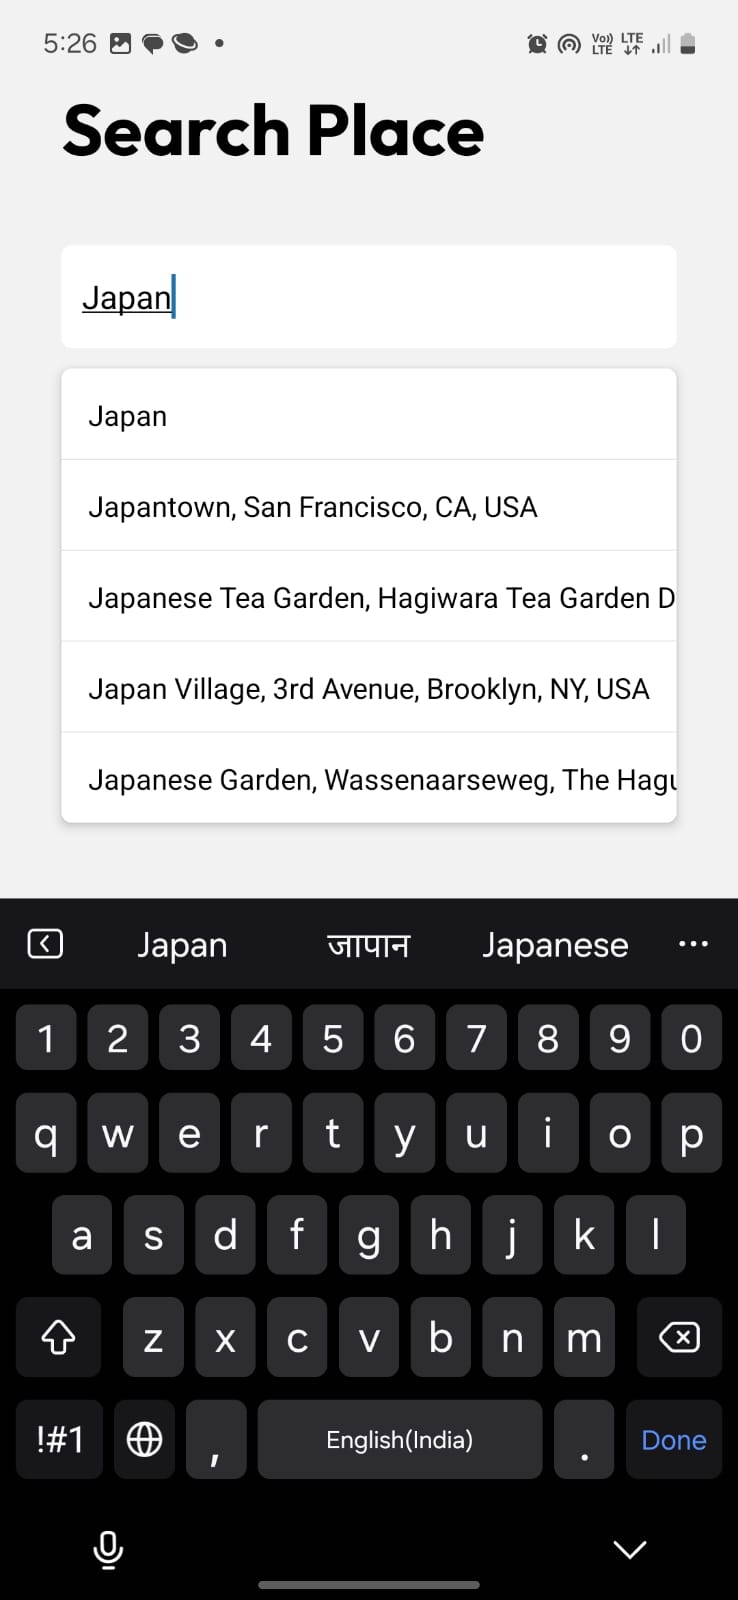 5:26
Vo)) LTE
LTE
Search Place
Japan
Japan
Japantown, San Francisco, CA, USA
Japanese Tea Garden, Hagiwara Tea Garden D
Japan Village, 3rd Avenue, Brooklyn, NY, USA
Japanese Garden, Wassenaarseweg, The Hagu
Japan जापान Japanese ...
1 2 3 4 5 6 7 8 9 0
q w e r t y u i o p
a s d f g h j k l
z x c v b n m
!#1 , English(India) . Done